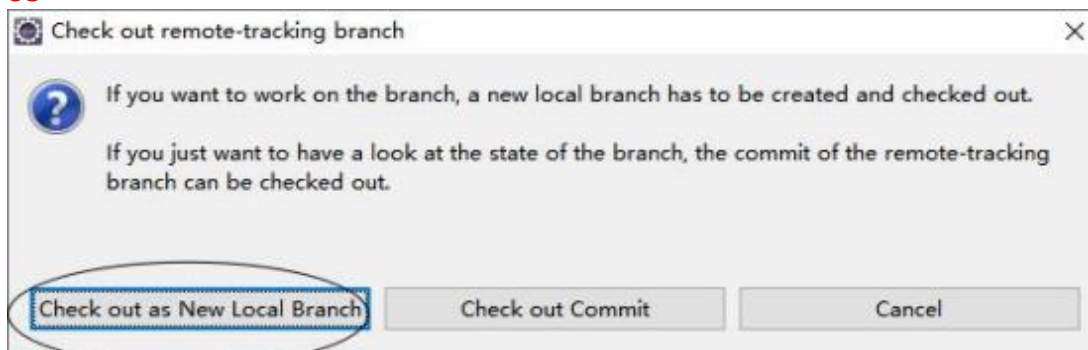 Check out remote-tracking branch
If you want to work on the branch, a new local branch has to be created and checked out.
If you just want to have a look at the state of the branch, the commit of the remote-tracking
branch can be checked out.
Check out as New Local Branch
Check out Commit
Cancel